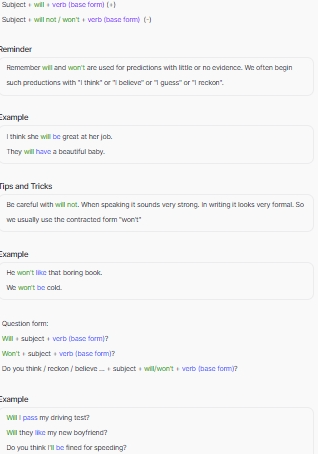 Subject + will + verb (base form) (+)
Subject + will not / won't + verb (base form) (-)
Reminder
Remember will and won't are used for predictions with little or no evidence. We often begin
such productions with "I think" or "I believe" or "I guess" or "I reckon".
Example
I think she will be great at her job.
They will have a beautiful baby.
Tips and Tricks
Be careful with will not. When speaking it sounds very strong. In writing it looks very formal. So
we usually use the contracted form "won't"
Example
He won't like that boring book.
We won't be cold.
Question form:
Will + subject + verb (base form)?
Won't + subject + verb (base form)?
Do you think / reckon / believe ... + subject + will/won't + verb (base form)?
Example
Will I pass my driving test?
Will they like my new boyfriend?
Do you think I'll be fined for speeding?